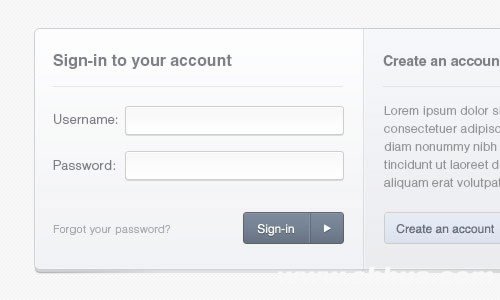 Sign-in to your account
Username:
Password:
Forgot your password?
Sign-in
Create an accoun
Lorem ipsum dolor s
consectetuer adipisc
diam nonummy nibh
tincidunt ut laoreet d
aliquam erat volutpat
Create an account